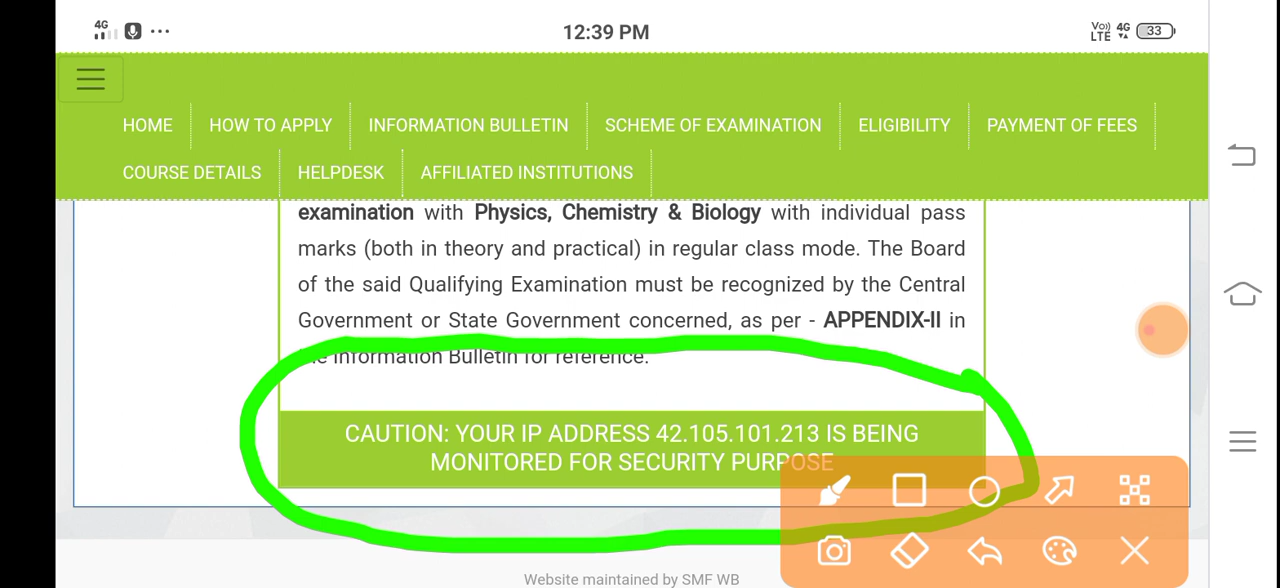 4G
12:39 PM
Vo)) LTE 4G 33
HOME HOW TO APPLY INFORMATION BULLETIN SCHEME OF EXAMINATION ELIGIBILITY PAYMENT OF FEES
COURSE DETAILS HELPDESK AFFILIATED INSTITUTIONS
examination with Physics, Chemistry & Biology with individual pass
marks (both in theory and practical) in regular class mode. The Board
of the said Qualifying Examination must be recognized by the Central
Government or State Government concerned, as per - APPENDIX-II in
the Information Bulletin for reference.
CAUTION: YOUR IP ADDRESS 42.105.101.213 IS BEING
MONITORED FOR SECURITY PURPOSE
Website maintained by SMF WB